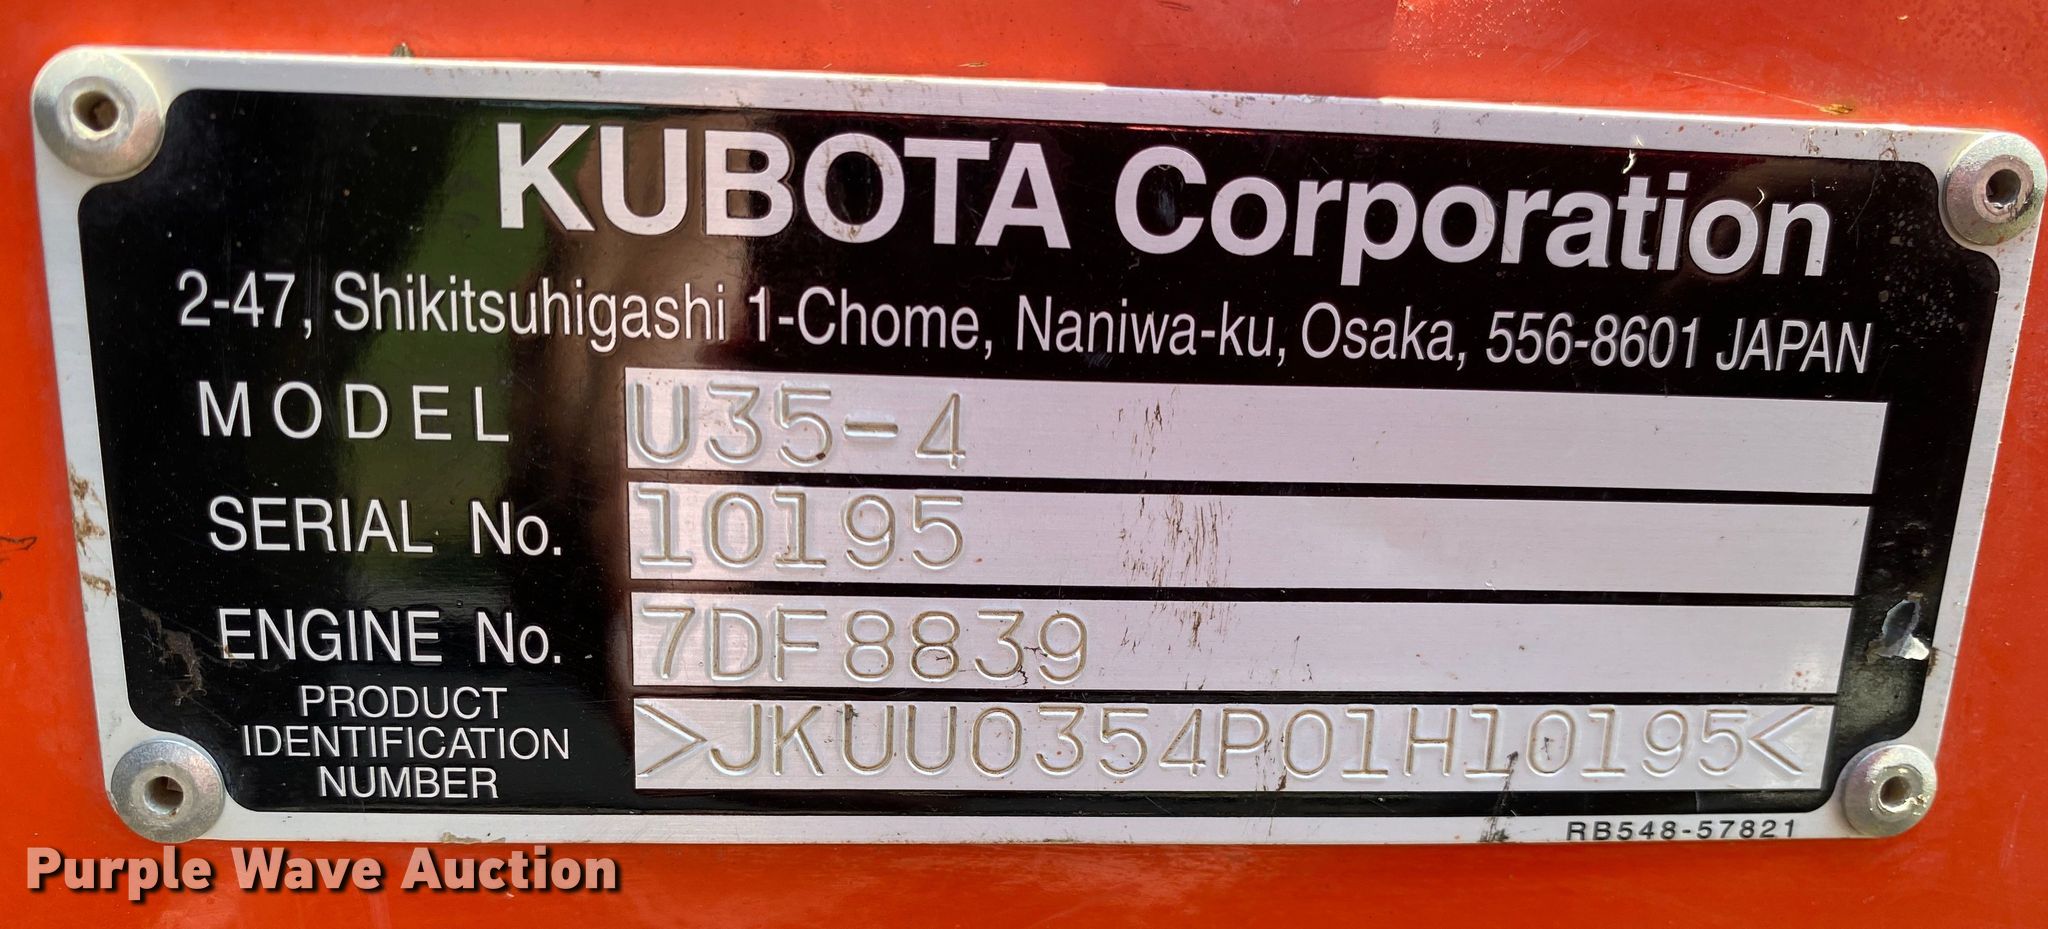 KUBOTA Corporation
2-47, Shikitsuhigashi 1-Chome, Naniwa-ku, Osaka, 556-8601 JAPAN
MODEL U35-4
SERIAL No. 10195
ENGINE No. 7DF8839
PRODUCT
IDENTIFICATION
NUMBER
>JKUU0354P01H10195<
RB548-57821
Purple Wave Auction